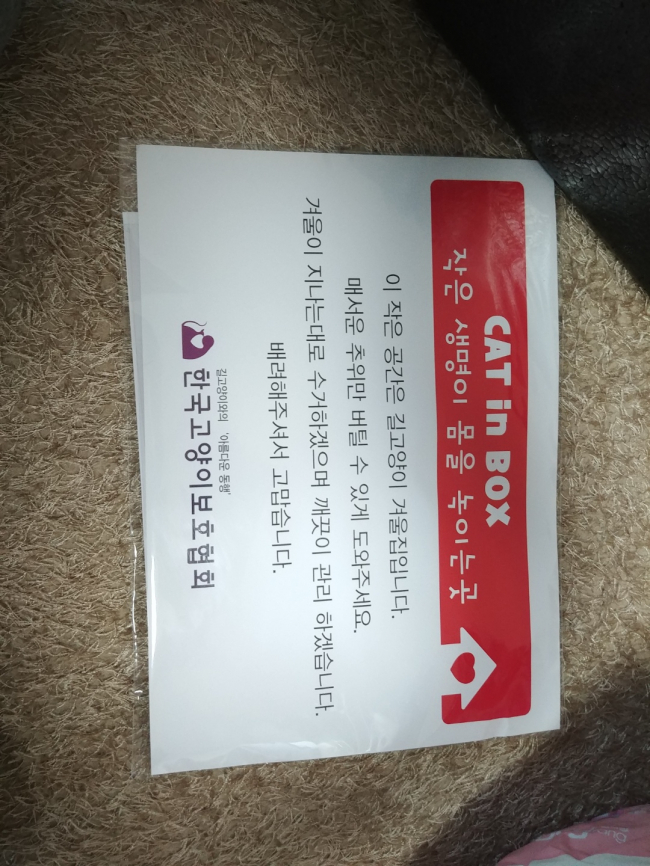 CAT in BOX
작은 생명이 몸을 녹이는곳
이 작은 공간은 길고양이 겨울집입니다.
매서운 추위만 버틸 수 있게 도와주세요.
겨울이 지나는대로 수거하겠으며 깨끗이 관리 하겠습니다.
배려해주셔서 고맙습니다.
길고양이와의 '아름다운 동행'
한국고양이보호협회